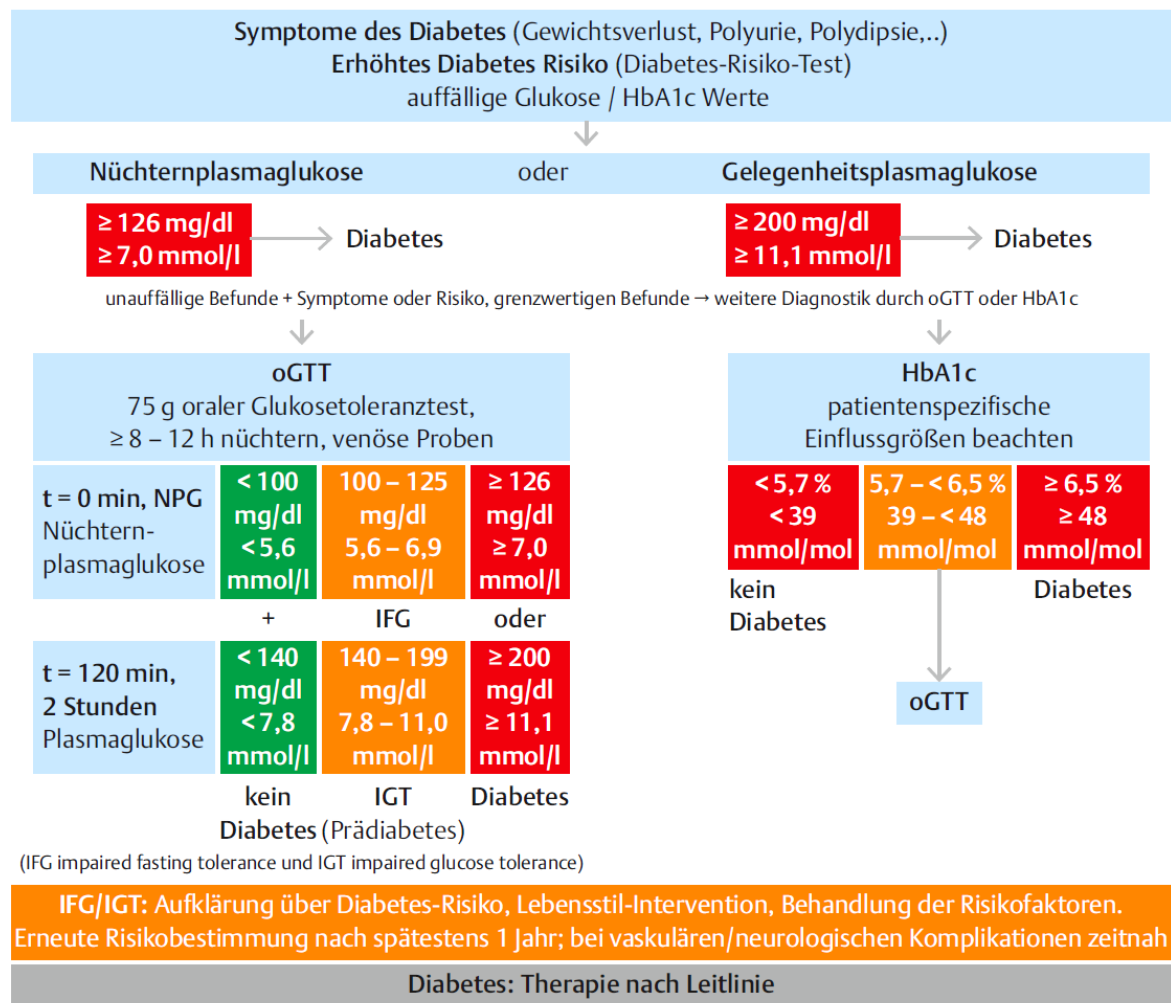 Symptome des Diabetes (Gewichtsverlust, Polyurie, Polydipsie,..)
Erhöhtes Diabetes Risiko (Diabetes-Risiko-Test)
auffällige Glukose / HbA1c Werte
Nüchternplasmaglukose oder Gelegenheitsplasmaglukose
≥ 126 mg/dl
≥ 7,0 mmol/l
Diabetes
≥ 200 mg/dl
≥ 11,1 mmol/l
Diabetes
unauffällige Befunde + Symptome oder Risiko, grenzwertigen Befunde → weitere Diagnostik durch oGTT oder HbA1c
oGTT
75 g oraler Glukosetoleranztest,
≥ 8 – 12 h nüchtern, venöse Proben
t = 0 min, NPG
Nüchtern-
plasmaglukose
< 100
mg/dl
< 5,6
mmol/l
100 – 125
mg/dl
5,6 – 6,9
mmol/l
≥ 126
mg/dl
≥ 7,0
mmol/l
+ IFG oder
t = 120 min,
2 Stunden
Plasmaglukose
< 140
mg/dl
< 7,8
mmol/l
140 – 199
mg/dl
7,8 – 11,0
mmol/l
≥ 200
mg/dl
≥ 11,1
mmol/l
kein IGT Diabetes
Diabetes (Prädiabetes)
(IFG impaired fasting tolerance und IGT impaired glucose tolerance)
HbA1c
patientenspezifische
Einflussgrößen beachten
< 5,7 %
< 39
mmol/mol
5,7 – < 6,5 %
39 – < 48
mmol/mol
≥ 6,5 %
≥ 48
mmol/mol
kein
Diabetes
Diabetes
oGTT
IFG/IGT: Aufklärung über Diabetes-Risiko, Lebensstil-Intervention, Behandlung der Risikofaktoren.
Erneute Risikobestimmung nach spätestens 1 Jahr; bei vaskulären/neurologischen Komplikationen zeitnah
Diabetes: Therapie nach Leitlinie